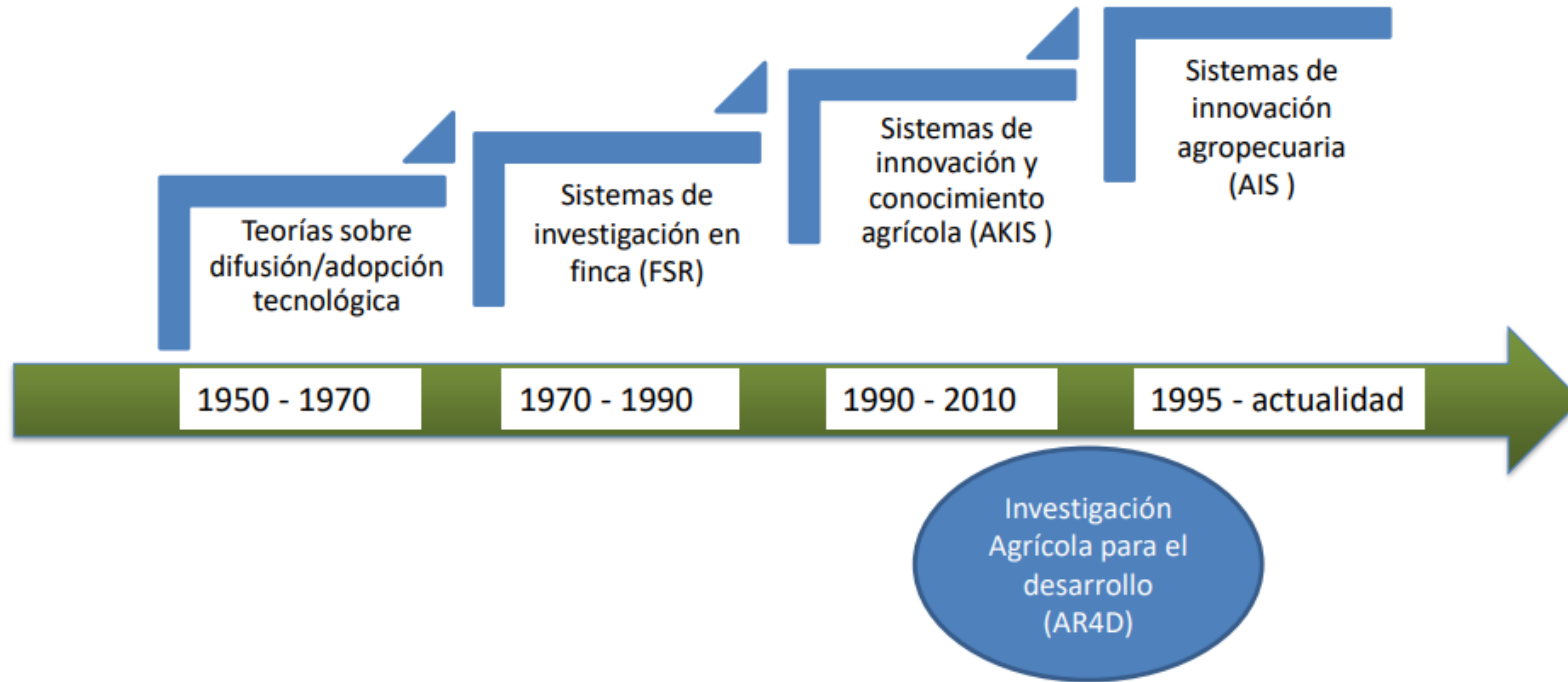 Teorías sobre
difusión/adopción
tecnológica
Sistemas de
investigación en
finca (FSR)
Sistemas de
innovación y
conocimiento
agrícola (AKIS )
Sistemas de
innovación
agropecuaria
(AIS )
1950 - 1970
1970 - 1990
1990 - 2010
1995 - actualidad
Investigación
Agrícola para el
desarrollo
(AR4D)